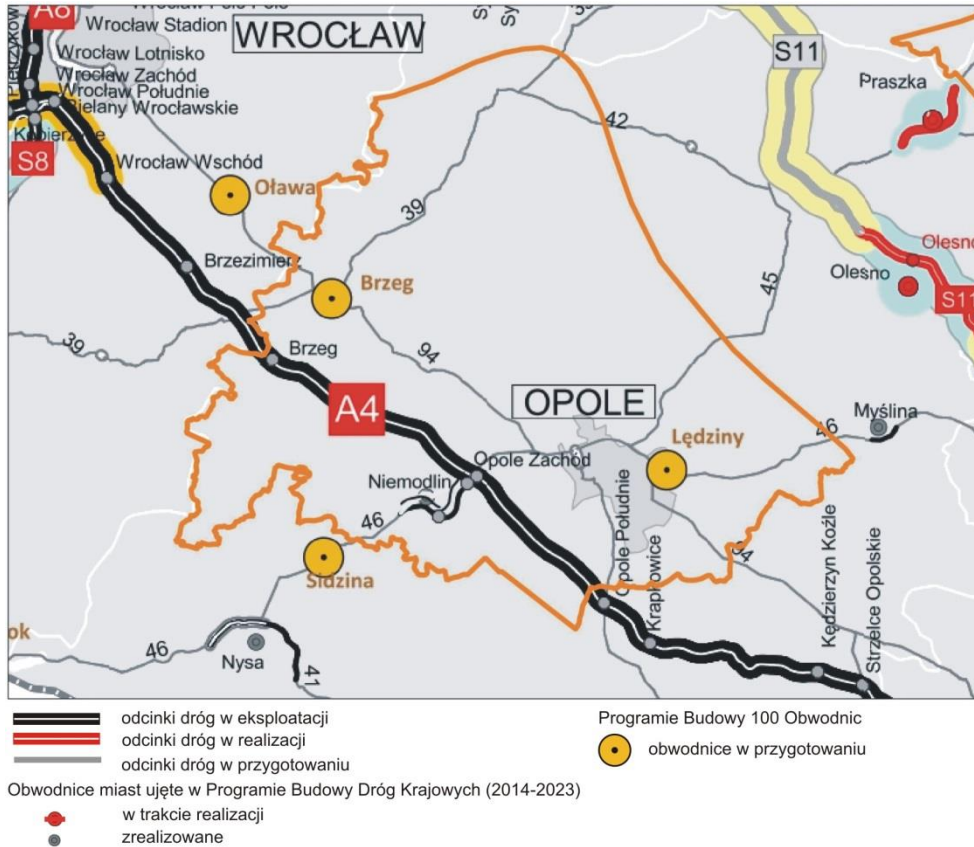 A8
Wrocław Stadion
WROCŁAW
Wrocław Lotnisko
Wrocław Zachód
Wrocław Południe
Bielany Wrocławskie
S8
Wrocław Wschód
Oława
42
S11
Praszka
39
Brzezimierz
Brzeg
45
Olesno
Olesno
S11
39
Brzeg
94
A4
OPOLE
Myślina
Lędziny
46
Opole Zachód
Niemodlin
46
Sidzina
Opole Południe
Krapkowice
94
Kędzierzyn Koźle
Strzelce Opolskie
ok
46
Nysa
41
odcinki dróg w eksploatacji
odcinki dróg w realizacji
odcinki dróg w przygotowaniu
Programie Budowy 100 Obwodnic
obwodnice w przygotowaniu
Obwodnice miast ujęte w Programie Budowy Dróg Krajowych (2014-2023)
w trakcie realizacji
zrealizowane